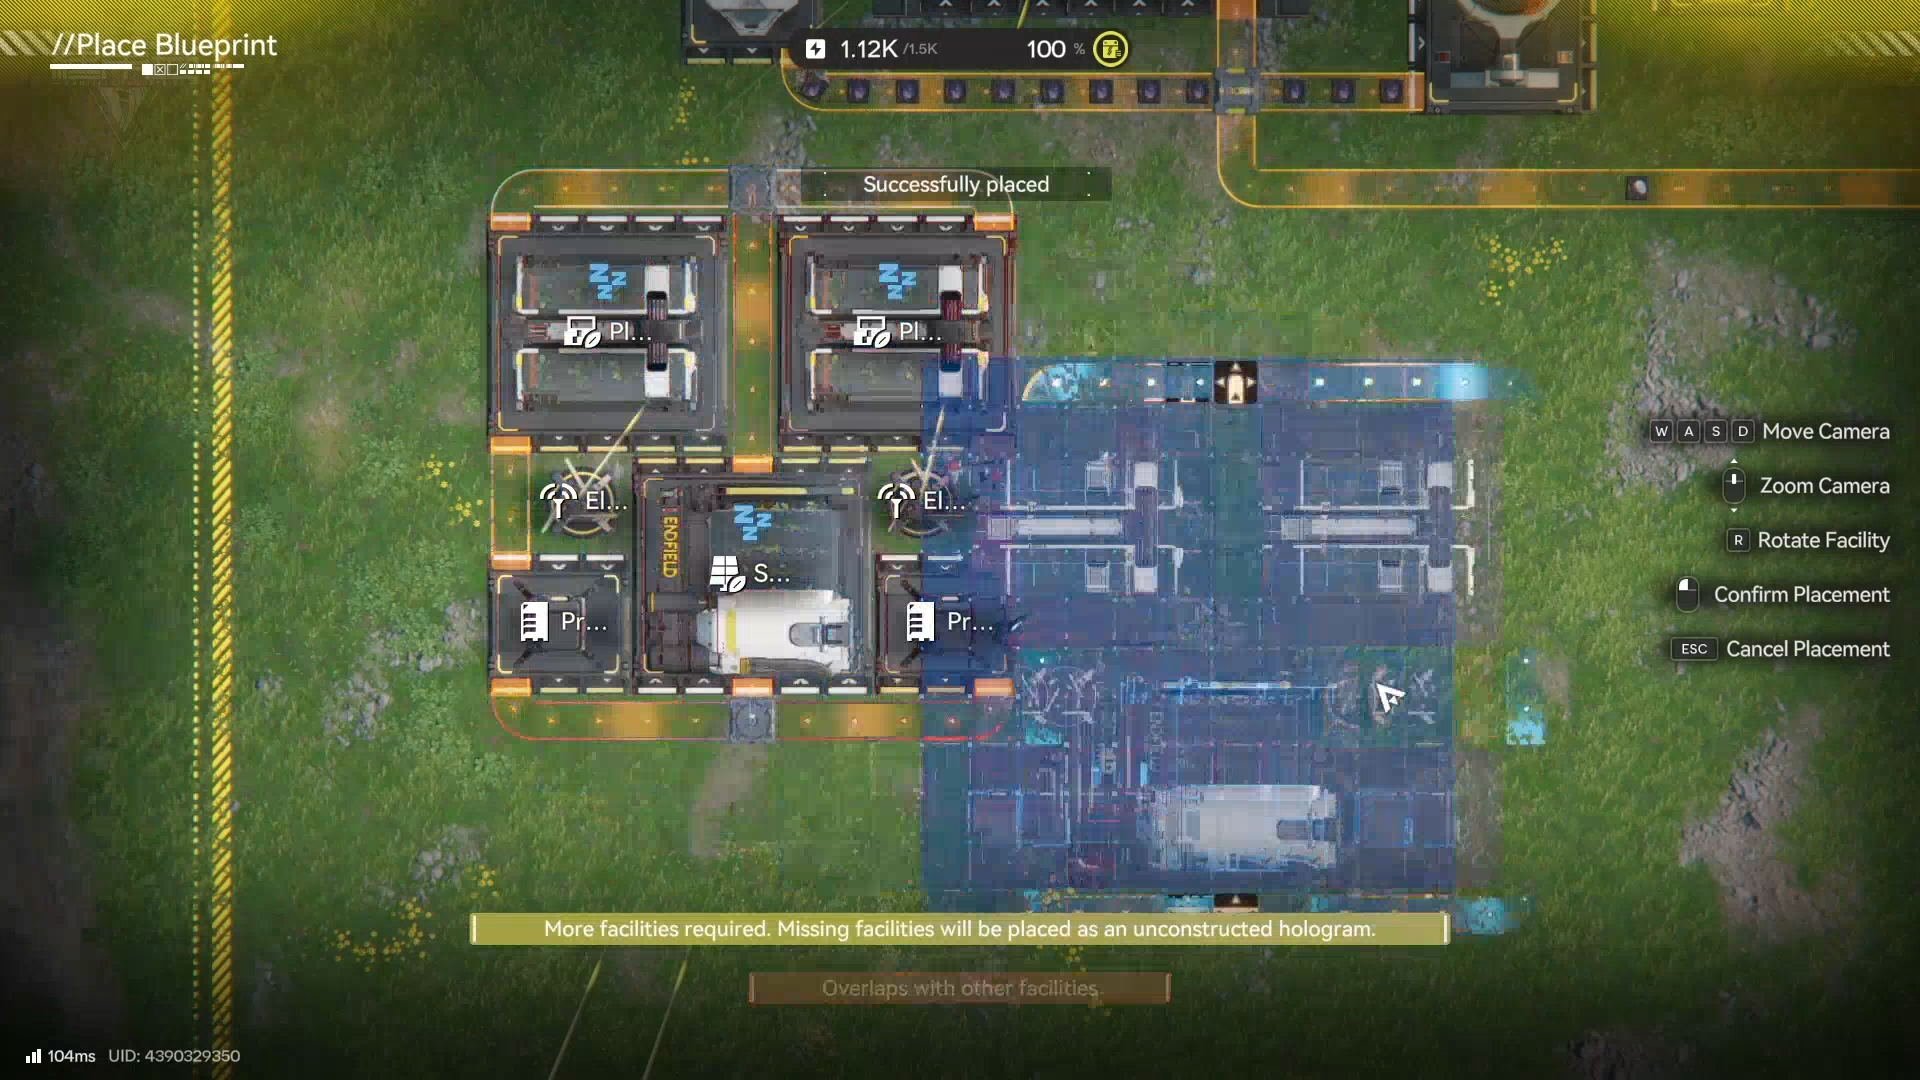 //Place Blueprint
1.12K/1.5K
100 %
Successfully placed
Pl...
Pl...
El...
El...
ENDFIELD
S...
Pr...
Pr...
W A S D Move Camera
Zoom Camera
R Rotate Facility
Confirm Placement
ESC Cancel Placement
More facilities required. Missing facilities will be placed as an unconstructed hologram.
Overlaps with other facilities.
104ms UID: 4390329350